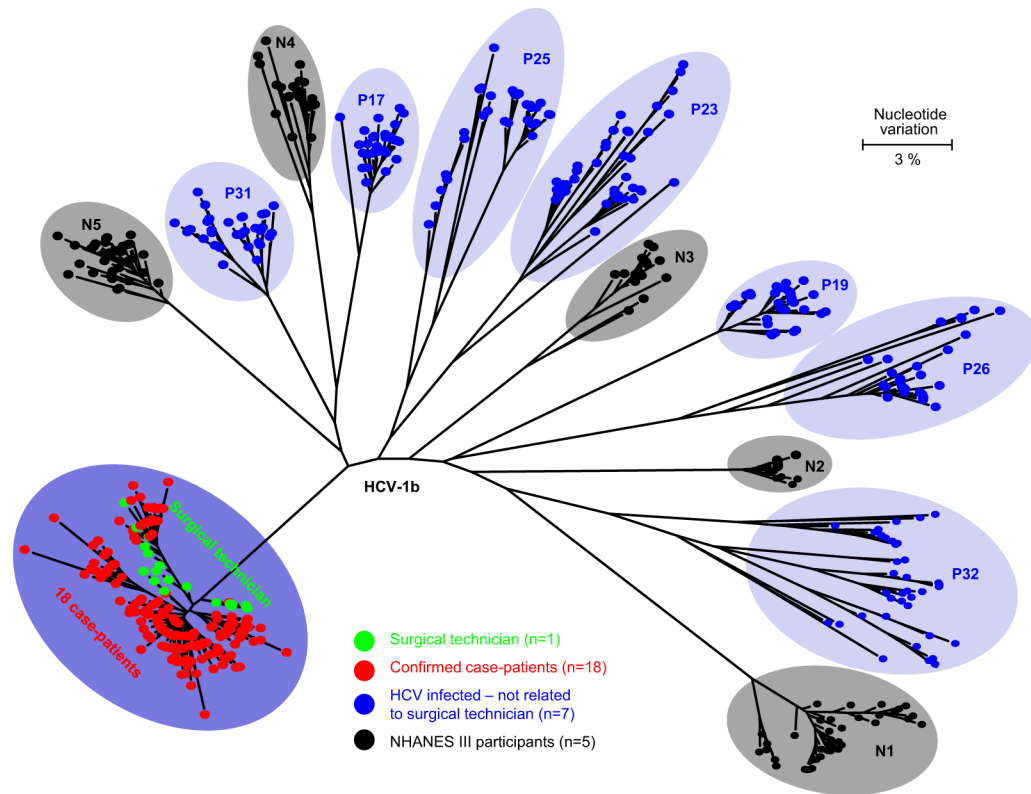 N4
P25
P17
P23
Nucleotide
variation
3 %
P31
N5
N3
P19
P26
N2
HCV-1b
Surgical technician
18 case-patients
P32
Surgical technician (n=1)
Confirmed case-patients (n=18)
HCV infected – not related
to surgical technician (n=7)
NHANES III participants (n=5)
N1